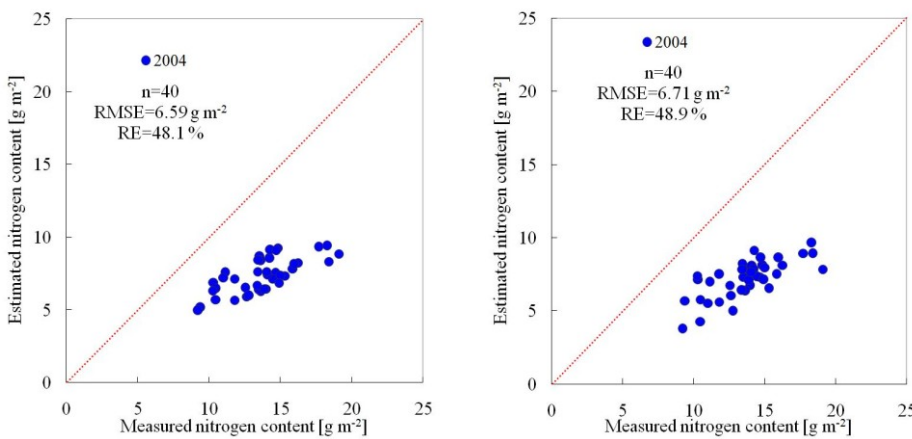 25
20
15
10
5
0
Estimated nitrogen content [g m-2]
2004
n=40
RMSE=6.59 g m-2
RE=48.1 %
0 5 10 15 20 25
Measured nitrogen content [g m-2]
25
20
15
10
5
0
Estimated nitrogen content [g m-2]
2004
n=40
RMSE=6.71 g m-2
RE=48.9 %
0 5 10 15 20 25
Measured nitrogen content [g m-2]